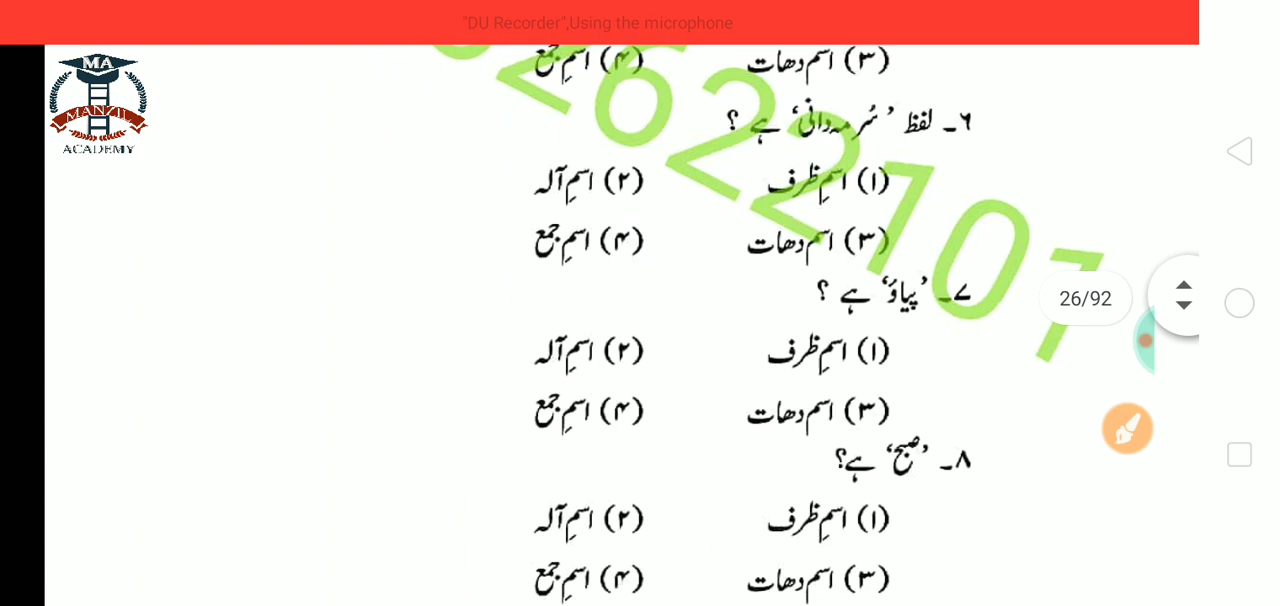 "DU Recorder",Using the microphone
MA
MANZIL
ACADEMY
(۳) اسم دھات (۴) اسمِ جمع
۶۔ لفظ ’سُرمہ دانی‘ ہے ؟
(۱) اسمِ ظرف (۲) اسمِ آلہ
(۳) اسم دھات (۴) اسمِ جمع
۷۔ ’پیاؤ‘ ہے ؟
(۱) اسمِ ظرف (۲) اسمِ آلہ
(۳) اسم دھات (۴) اسمِ جمع
۸۔ ’صبح‘ ہے؟
(۱) اسمِ ظرف (۲) اسمِ آلہ
(۳) اسم دھات (۴) اسمِ جمع
26/92